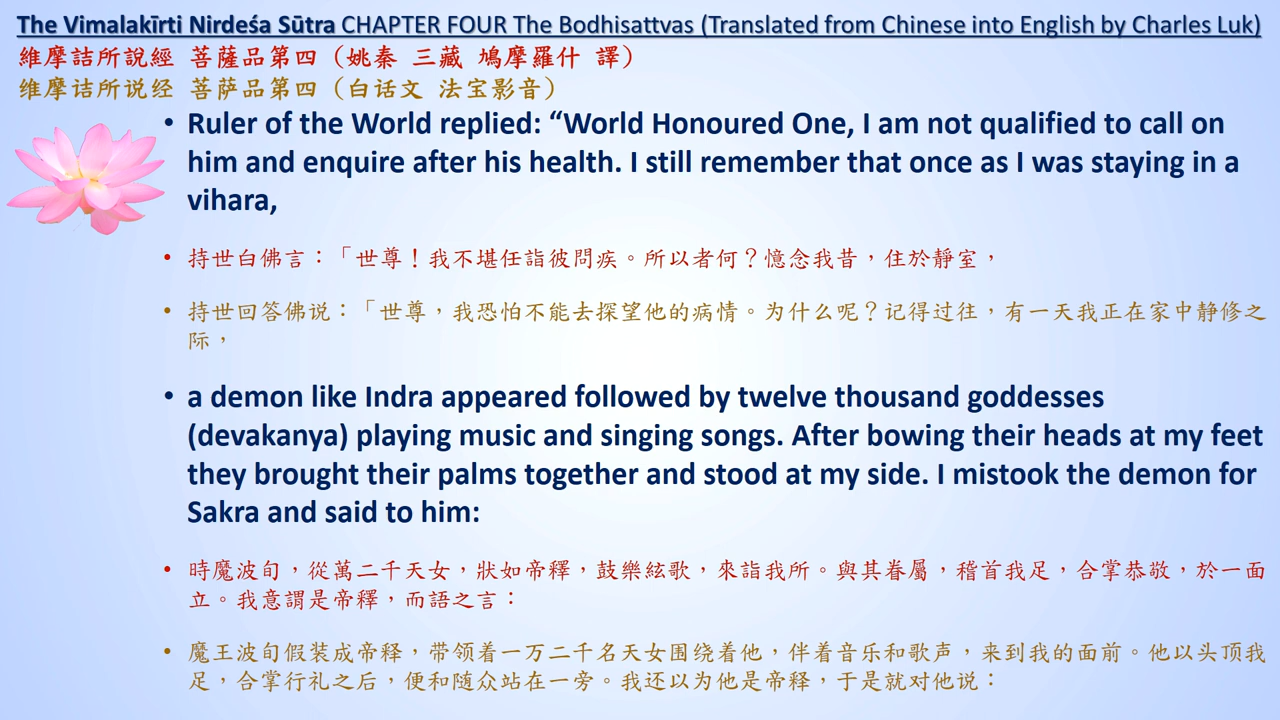 The Vimalakīrti Nirdeśa Sūtra CHAPTER FOUR The Bodhisattvas (Translated from Chinese into English by Charles Luk)
維摩詰所說經 菩薩品第四（姚秦 三藏 鳩摩羅什 譯）
维摩诘所说经 菩萨品第四（白话文 法宝影音）
• Ruler of the World replied: “World Honoured One, I am not qualified to call on
him and enquire after his health. I still remember that once as I was staying in a
vihara,
• 持世白佛言：「世尊！我不堪任詣彼問疾。所以者何？憶念我昔，住於靜室，
• 持世回答佛说：「世尊，我恐怕不能去探望他的病情。为什么呢？记得过往，有一天我正在家中静修之
际，
• a demon like Indra appeared followed by twelve thousand goddesses
(devakanya) playing music and singing songs. After bowing their heads at my feet
they brought their palms together and stood at my side. I mistook the demon for
Sakra and said to him:
• 時魔波旬，從萬二千天女，狀如帝釋，鼓樂絃歌，來詣我所。與其眷屬，稽首我足，合掌恭敬，於一面
立。我意謂是帝釋，而語之言：
• 魔王波旬假装成帝释，带领着一万二千名天女围绕着他，伴着音乐和歌声，来到我的面前。他以头顶我
足，合掌行礼之后，便和随众站在一旁。我还以为他是帝释，于是就对他说：